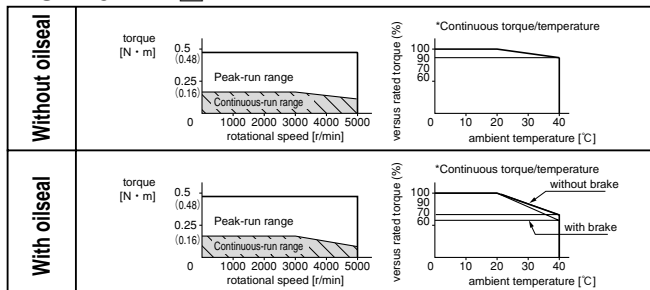 Without oilseal
torque
[N・m]
0.5
(0.48)
0.25
(0.16)
Peak-run range
Continuous-run range
0 1000 2000 3000 4000 5000
rotational speed [r/min]
*Continuous torque/temperature
versus rated torque (%)
100
90
70
60
0 10 20 30 40
ambient temperature [℃]
With oilseal
torque
[N・m]
0.5
(0.48)
0.25
(0.16)
Peak-run range
Continuous-run range
0 1000 2000 3000 4000 5000
rotational speed [r/min]
*Continuous torque/temperature
versus rated torque (%)
100
90
70
60
without brake
with brake
0 10 20 30 40
ambient temperature [℃]